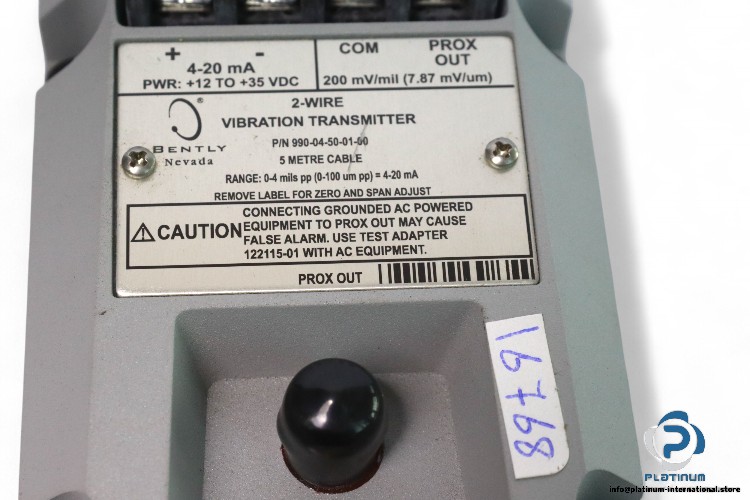 + -
4-20 mA
PWR: +12 TO +35 VDC
COM PROX
OUT
200 mV/mil (7.87 mV/um)
2-WIRE
VIBRATION TRANSMITTER
®
BENTLY
Nevada
P/N 990-04-50-01-00
5 METRE CABLE
RANGE: 0-4 mils pp (0-100 um pp) = 4-20 mA
REMOVE LABEL FOR ZERO AND SPAN ADJUST
CAUTION
CONNECTING GROUNDED AC POWERED
EQUIPMENT TO PROX OUT MAY CAUSE
FALSE ALARM. USE TEST ADAPTER
122115-01 WITH AC EQUIPMENT.
PROX OUT
89791
PLATINUM
info@platinum-international.store